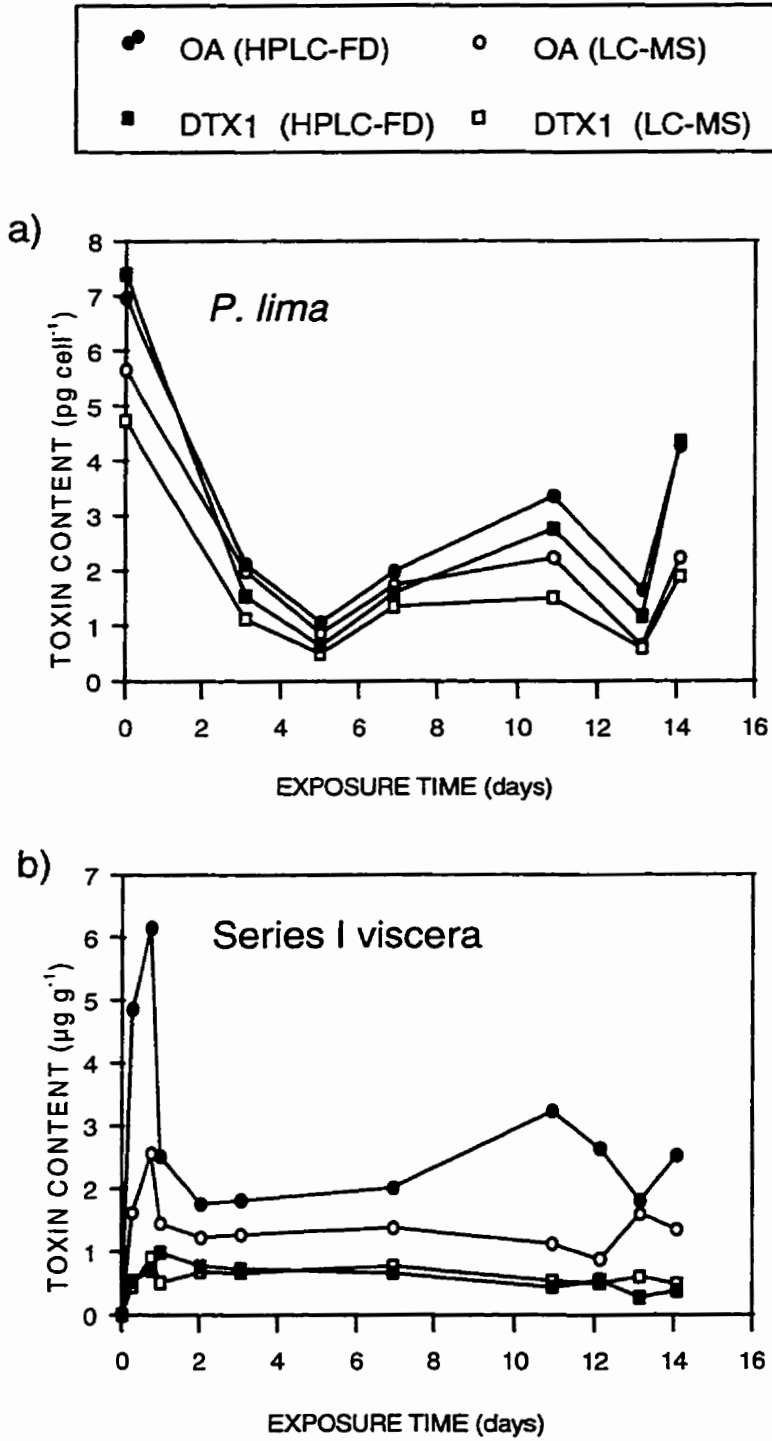 OA (HPLC-FD) OA (LC-MS)
DTX1 (HPLC-FD) DTX1 (LC-MS)
a)
P. lima
TOXIN CONTENT (pg cell⁻¹)
8
7
6
5
4
3
2
1
0
0 2 4 6 8 10 12 14 16
EXPOSURE TIME (days)
b)
Series I viscera
TOXIN CONTENT (µg g⁻¹)
7
6
5
4
3
2
1
0
0 2 4 6 8 10 12 14 16
EXPOSURE TIME (days)